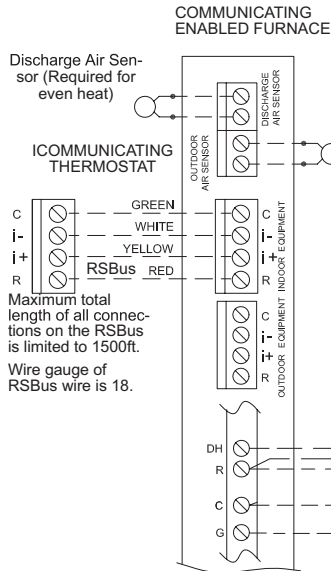 COMMUNICATING
ENABLED FURNACE
Discharge Air Sen-
sor (Required for
even heat)
DISCHARGE
AIR SENSOR
OUTDOOR
AIR SENSOR
ICOMMUNICATING
THERMOSTAT
C
GREEN
C
i-
WHITE
i-
i+
YELLOW
i+
R
RSBus
RED
R
INDOOR EQUIPMENT
Maximum total
length of all connec-
tions on the RSBus
is limited to 1500ft.
Wire gauge of
RSBus wire is 18.
C
i-
i+
R
OUTDOOR EQUIPMENT
DH
R
C
G